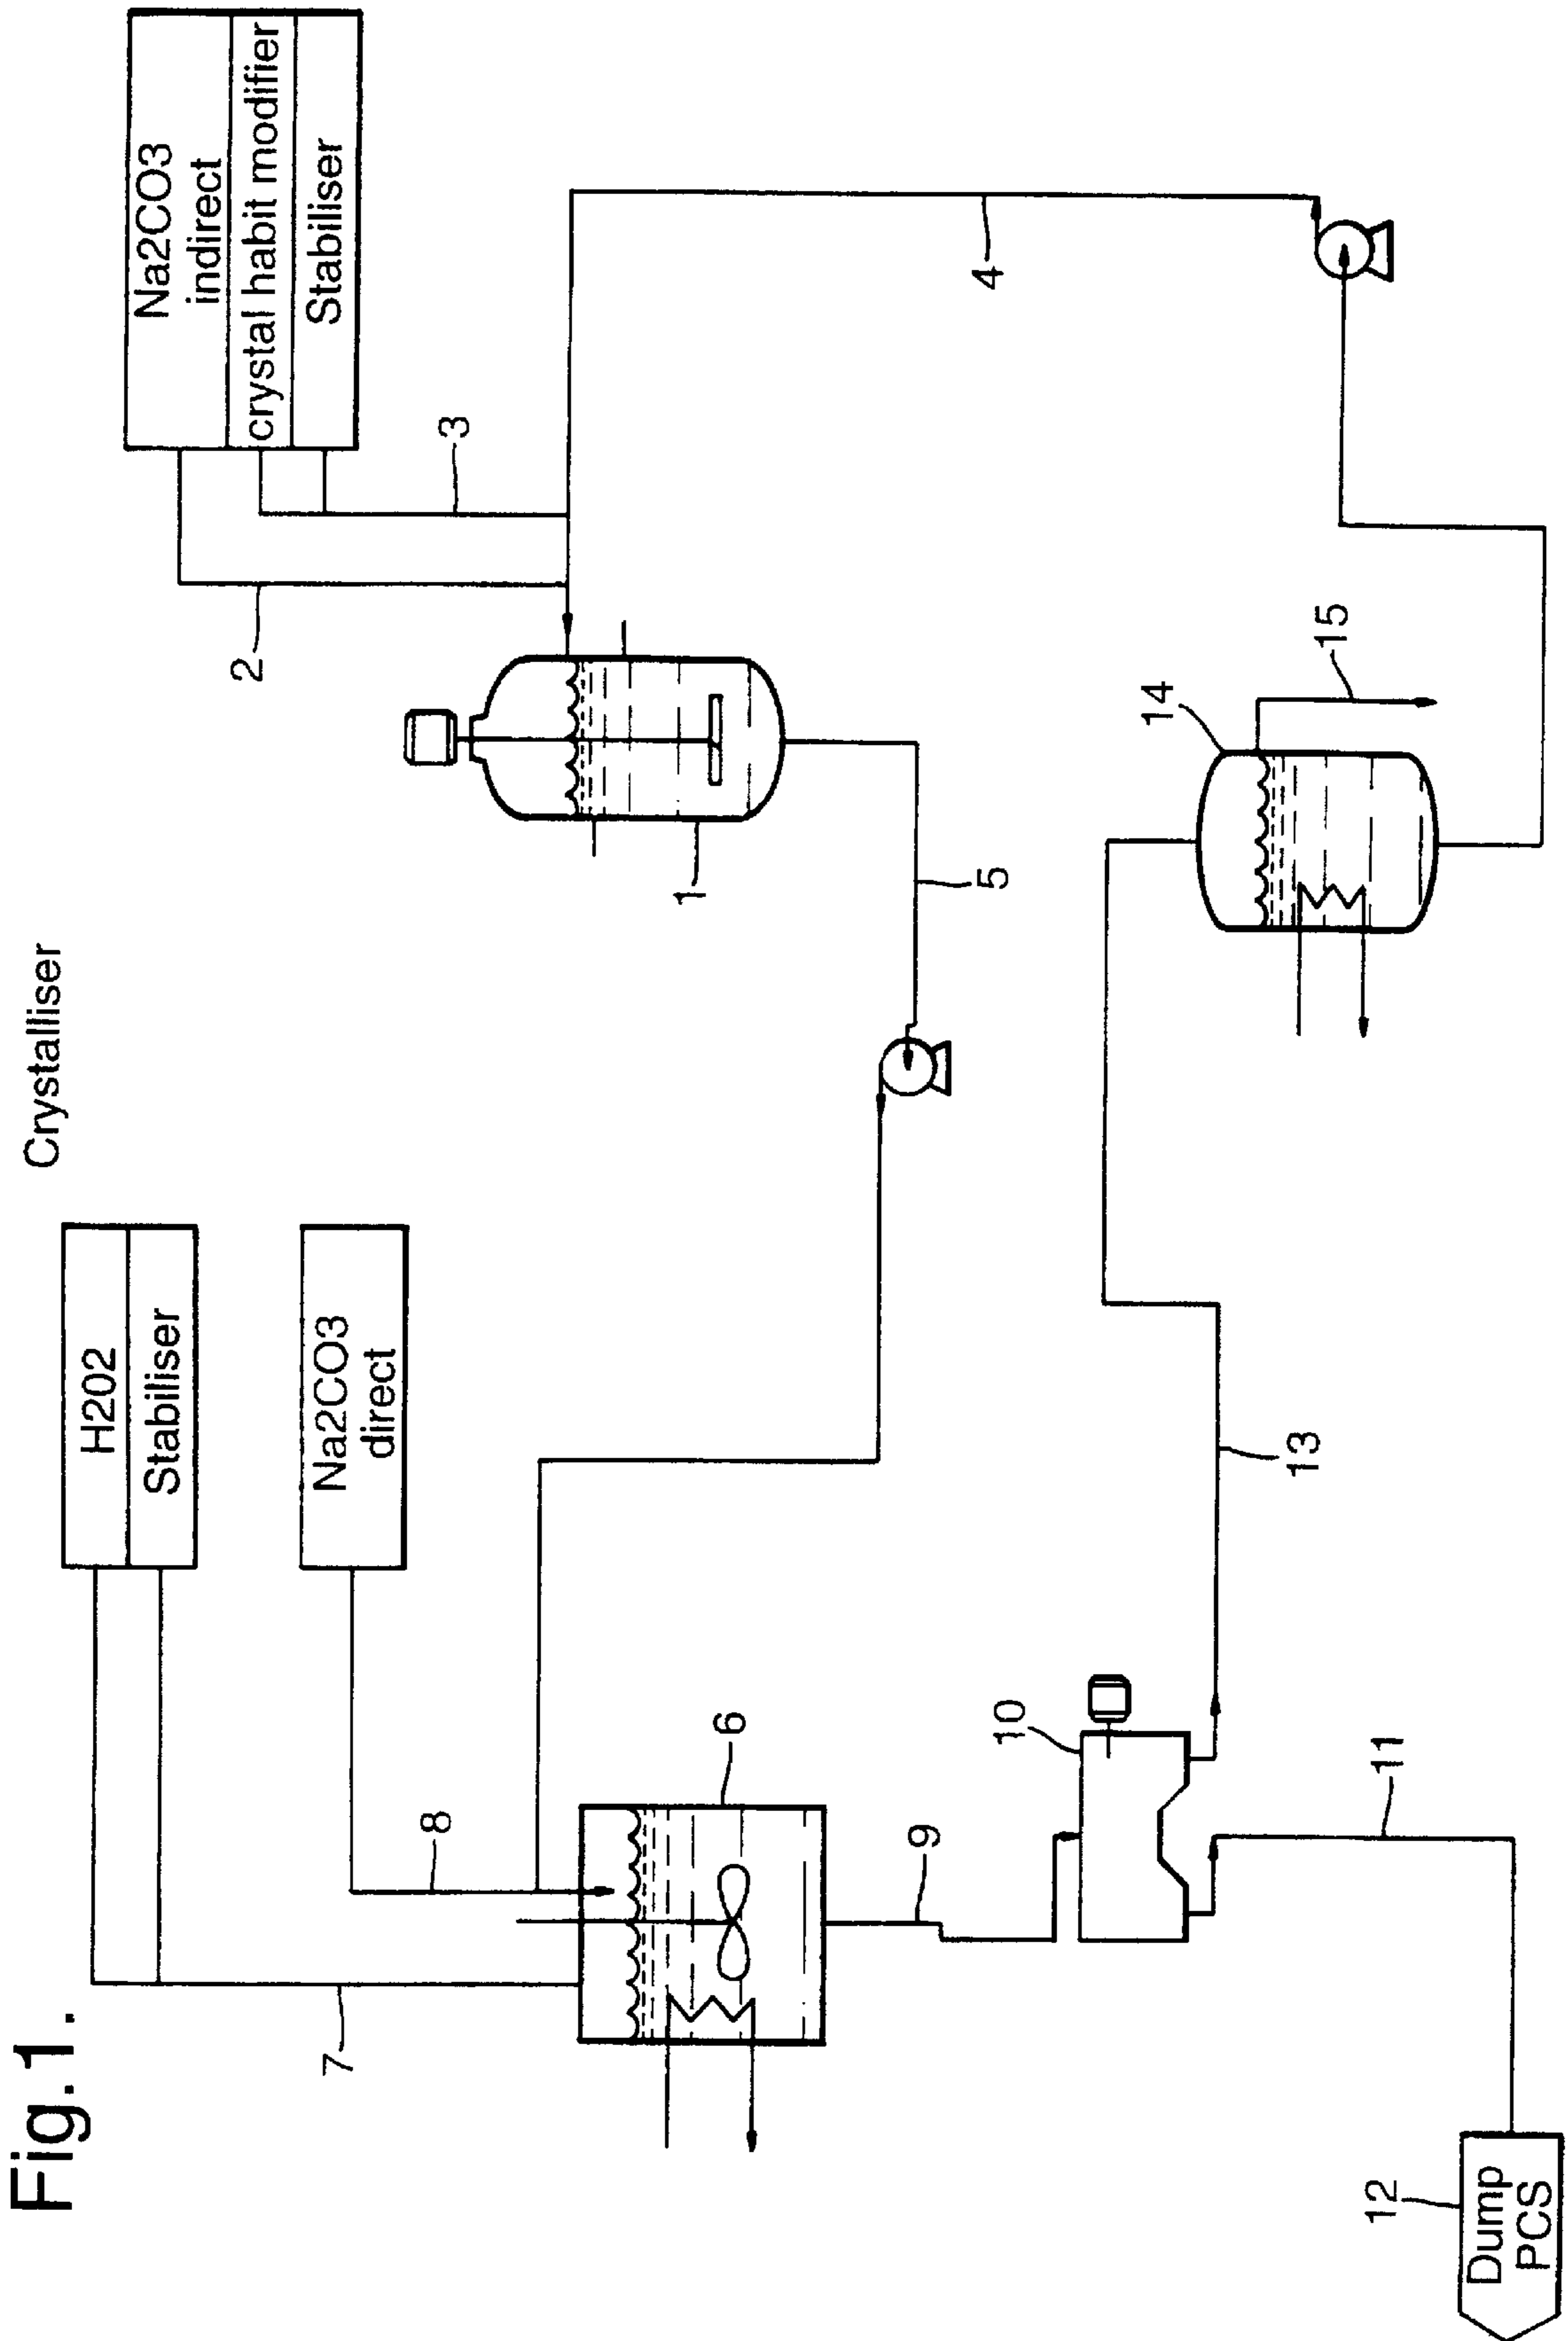 Fig.1.
Crystalliser
H202
Stabiliser
Na2CO3
direct
Na2CO3
indirect
crystal habit modifier
Stabiliser
7
8
6
9
10
11
12
Dump
PCS
13
5
1
2
3
4
14
15